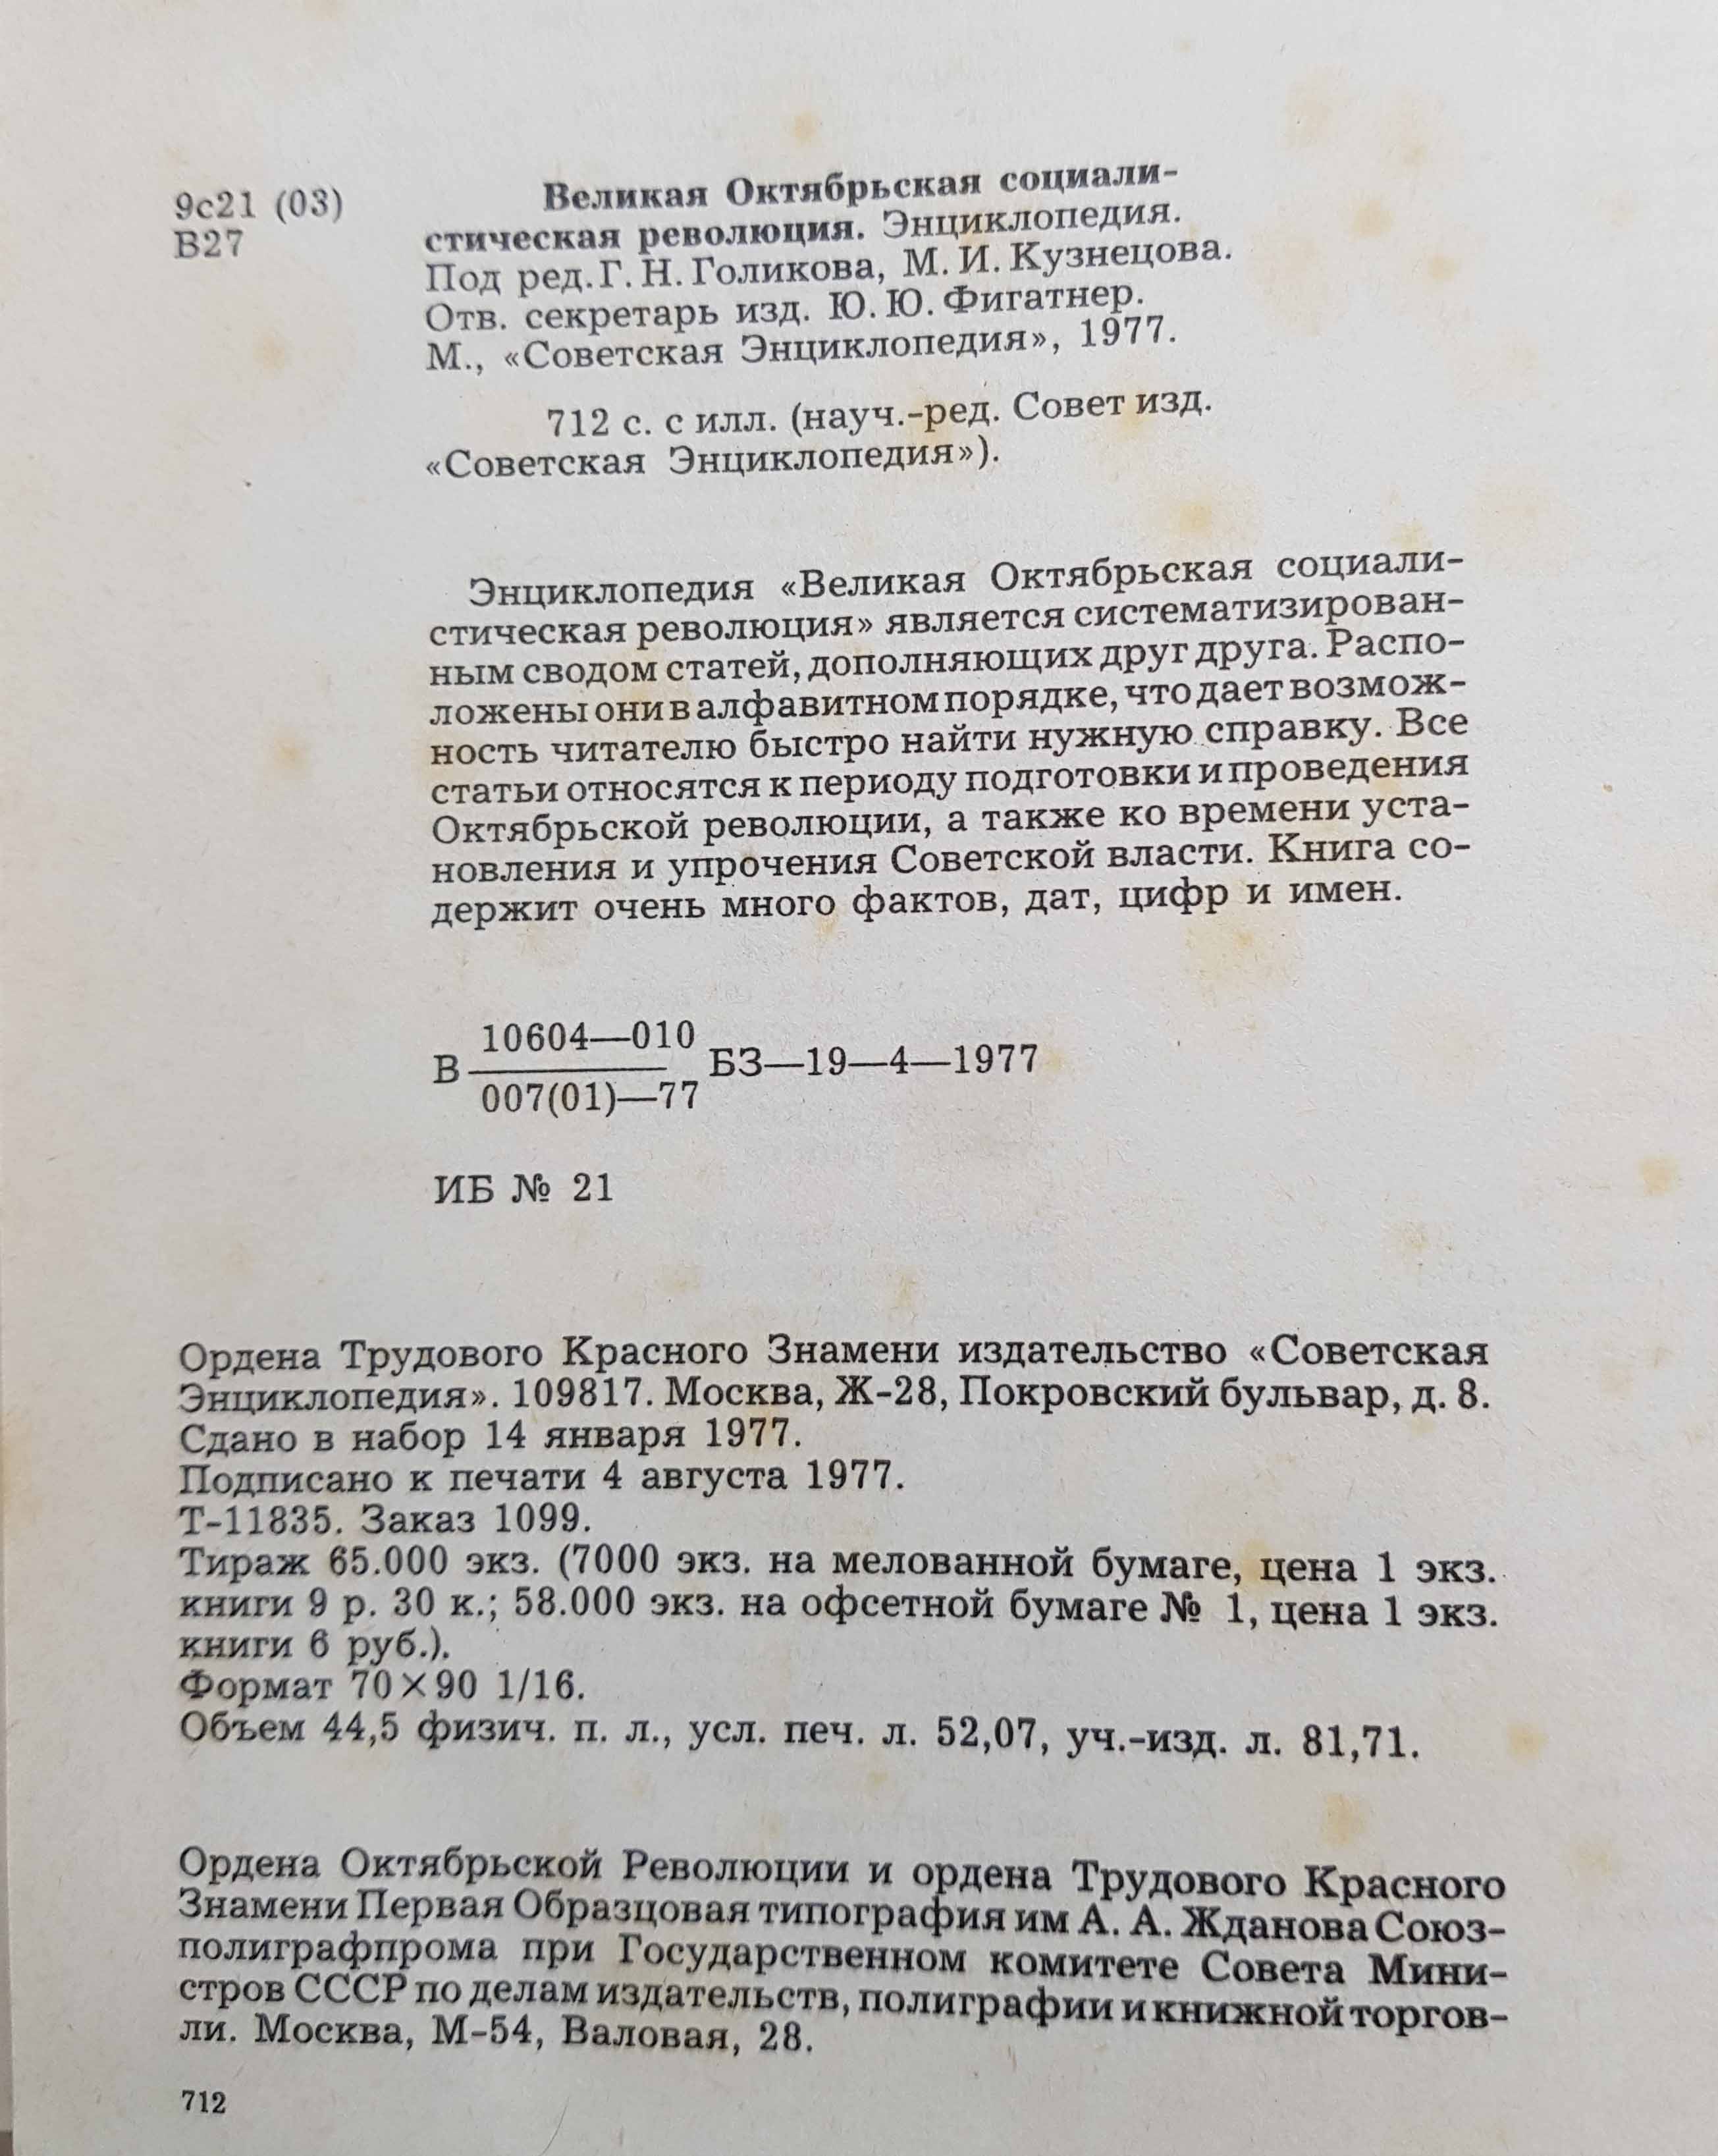 9с21 (03)
В27
Великая Октябрьская социали-
стическая революция. Энциклопедия.
Под ред. Г. Н. Голикова, М. И. Кузнецова.
Отв. секретарь изд. Ю. Ю. Фигатнер.
М., «Советская Энциклопедия», 1977.
712 с. с илл. (науч.-ред. Совет изд.
«Советская Энциклопедия»).
Энциклопедия «Великая Октябрьская социали-
стическая революция» является систематизирован-
ным сводом статей, дополняющих друг друга. Распо-
ложены они в алфавитном порядке, что дает возмож-
ность читателю быстро найти нужную справку. Все
статьи относятся к периоду подготовки и проведения
Октябрьской революции, а также ко времени уста-
новления и упрочения Советской власти. Книга со-
держит очень много фактов, дат, цифр и имен.
10604—010
В БЗ—19—4—1977
007(01)—77
ИБ № 21
Ордена Трудового Красного Знамени издательство «Советская
Энциклопедия». 109817. Москва, Ж-28, Покровский бульвар, д. 8.
Сдано в набор 14 января 1977.
Подписано к печати 4 августа 1977.
Т-11835. Заказ 1099.
Тираж 65.000 экз. (7000 экз. на мелованной бумаге, цена 1 экз.
книги 9 р. 30 к.; 58.000 экз. на офсетной бумаге № 1, цена 1 экз.
книги 6 руб.).
Формат 70×90 1/16.
Объем 44,5 физич. п. л., усл. печ. л. 52,07, уч.-изд. л. 81,71.
Ордена Октябрьской Революции и ордена Трудового Красного
Знамени Первая Образцовая типография им А. А. Жданова Союз-
полиграфпрома при Государственном комитете Совета Мини-
стров СССР по делам издательств, полиграфии и книжной торгов-
ли. Москва, М-54, Валовая, 28.
712